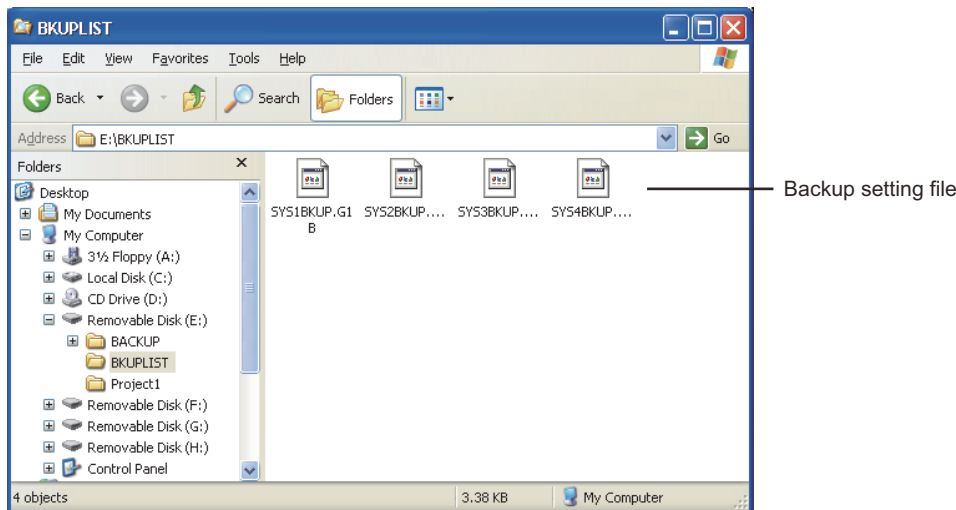 BKUPLIST
File Edit View Favorites Tools Help
Back Search Folders
Address E:\BKUPLIST Go
Folders
Desktop
My Documents
My Computer
3½ Floppy (A:)
Local Disk (C:)
CD Drive (D:)
Removable Disk (E:)
BACKUP
BKUPLIST
Project1
Removable Disk (F:)
Removable Disk (G:)
Removable Disk (H:)
Control Panel
SYS1BKUP.G1 SYS2BKUP.... SYS3BKUP.... SYS4BKUP....
B
Backup setting file
4 objects 3.38 KB My Computer